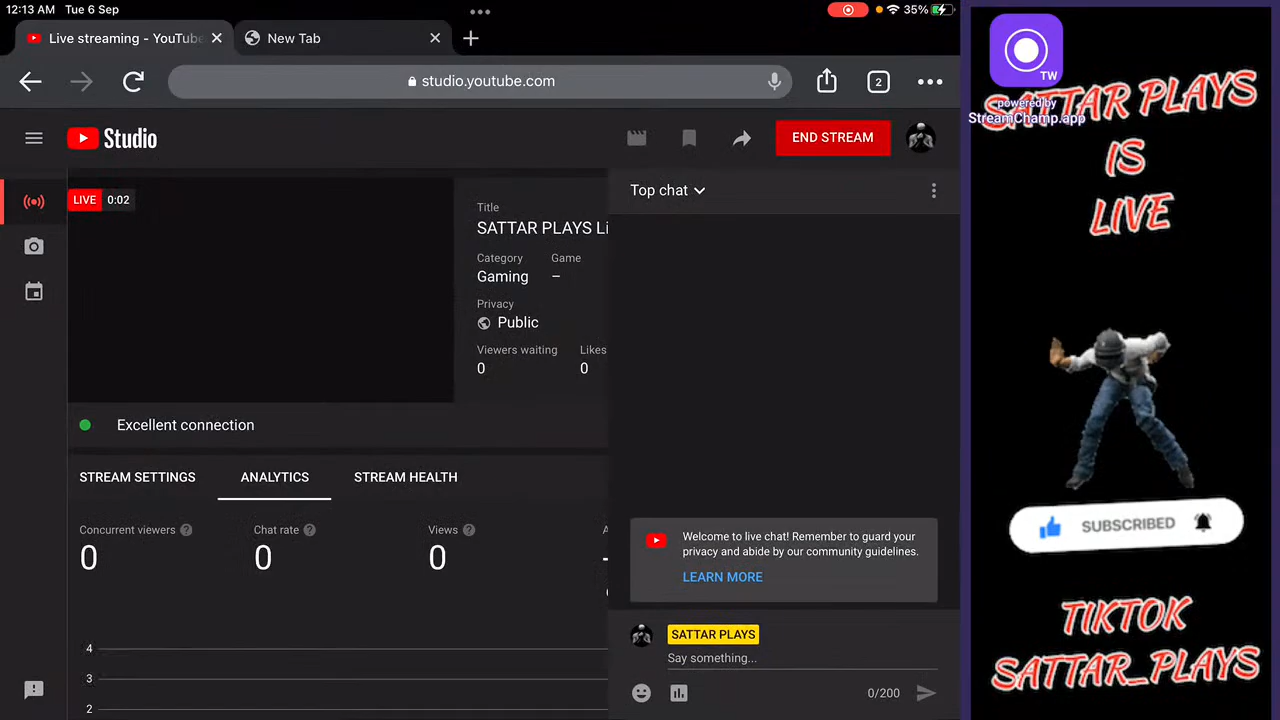 12:13 AM Tue 6 Sep
35%
Live streaming - YouTube
New Tab
studio.youtube.com
2
Studio
END STREAM
LIVE 0:02
Title
SATTAR PLAYS Li
Category Game
Gaming –
Privacy
Public
Viewers waiting Likes
0 0
Excellent connection
STREAM SETTINGS ANALYTICS STREAM HEALTH
Concurrent viewers Chat rate Views A
0 0 0 -
4
3
2
Top chat
Welcome to live chat! Remember to guard your
privacy and abide by our community guidelines.
LEARN MORE
SATTAR PLAYS
Say something...
0/200
TW
powered by
StreamChamp.app
SATTAR PLAYS
IS
LIVE
SUBSCRIBED
TIKTOK
SATTAR_PLAYS